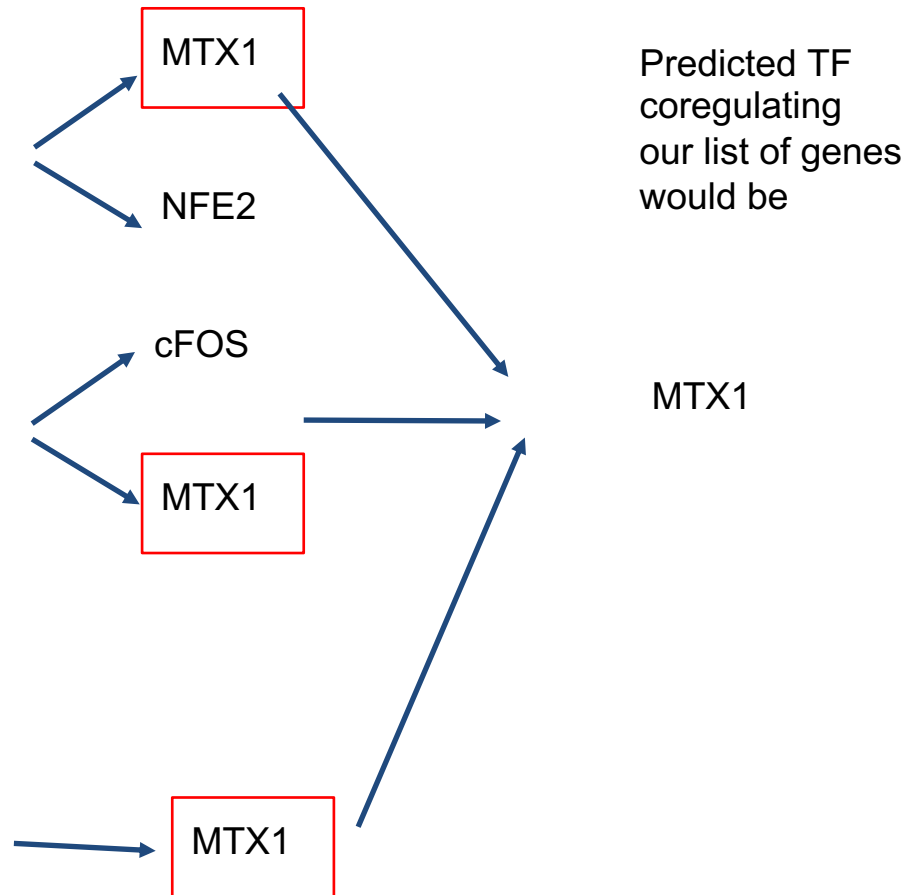 MTX1
NFE2
cFOS
MTX1
MTX1
Predicted TF
coregulating
our list of genes
would be
MTX1